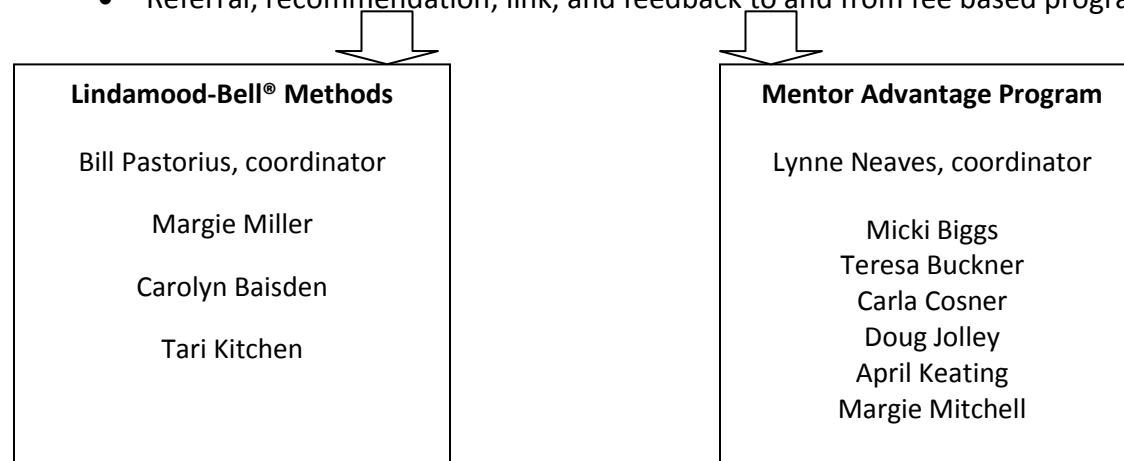 • Referral, recommendation, link, and feedback to and from fee based
Lindamood-Bell® Methods
Bill Pastorius, coordinator
Margie Miller
Carolyn Baisden
Tari Kitchen
Mentor Advantage Program
Lynne Neaves, coordinator
Micki Biggs
Teresa Buckner
Carla Cosner
Doug Jolley
April Keating
Margie Mitchell